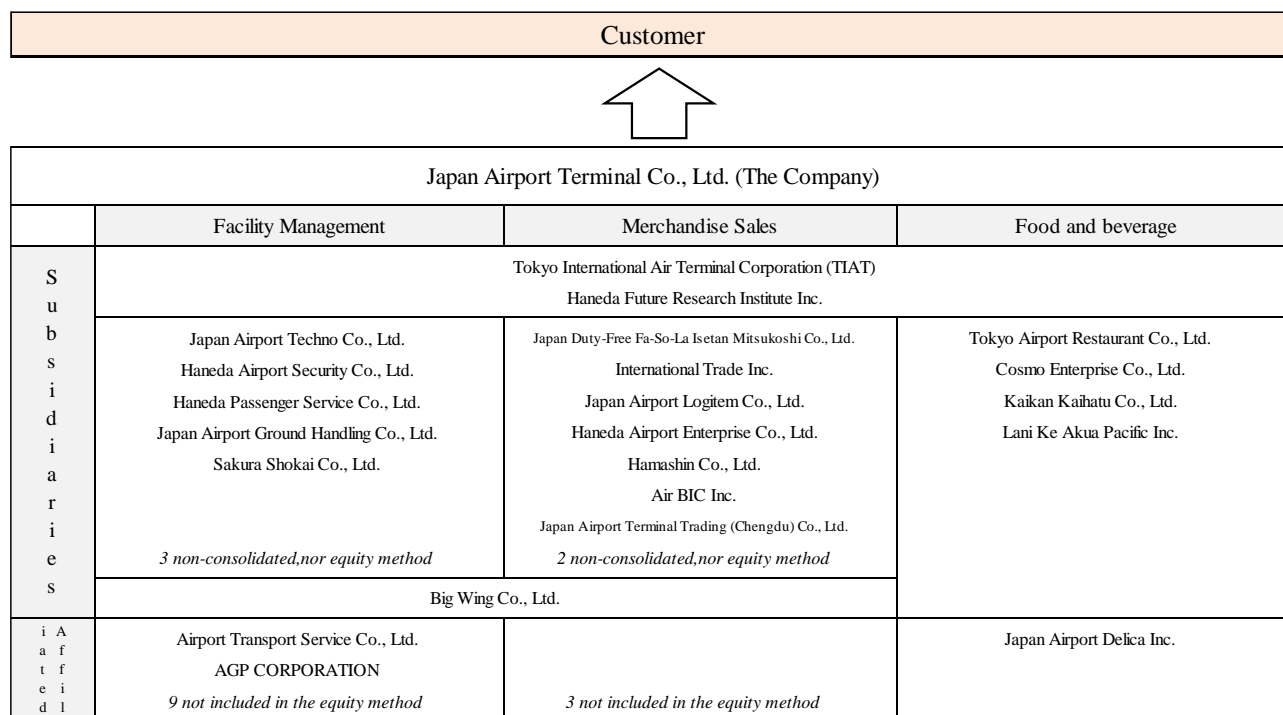 Customer
Japan Airport Terminal Co., Ltd. (The Company)
Facility Management
Merchandise Sales
Food and beverage
Subsidiaries
Tokyo International Air Terminal Corporation (TIAT)
Haneda Future Research Institute Inc.
Japan Airport Techno Co., Ltd.
Haneda Airport Security Co., Ltd.
Haneda Passenger Service Co., Ltd.
Japan Airport Ground Handling Co., Ltd.
Sakura Shokai Co., Ltd.
3 non-consolidated,nor equity method
Japan Duty-Free Fa-So-La Isetan Mitsukoshi Co., Ltd.
International Trade Inc.
Japan Airport Logitem Co., Ltd.
Haneda Airport Enterprise Co., Ltd.
Hamashin Co., Ltd.
Air BIC Inc.
Japan Airport Terminal Trading (Chengdu) Co., Ltd.
2 non-consolidated,nor equity method
Tokyo Airport Restaurant Co., Ltd.
Cosmo Enterprise Co., Ltd.
Kaikan Kaihatu Co., Ltd.
Lani Ke Akua Pacific Inc.
Big Wing Co., Ltd.
Affil
iated
Airport Transport Service Co., Ltd.
AGP CORPORATION
9 not included in the equity method
3 not included in the equity method
Japan Airport Delica Inc.